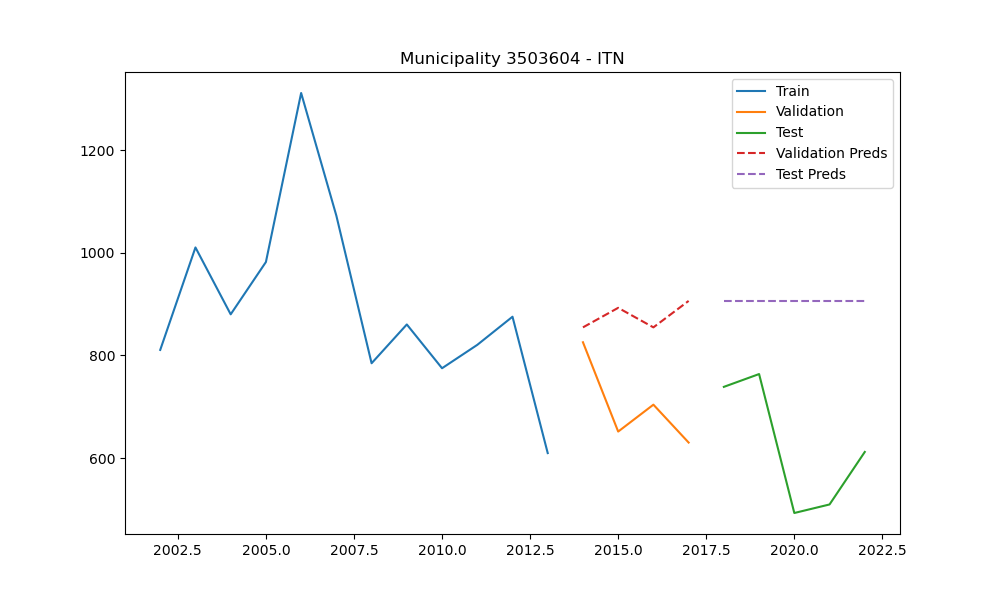 Municipality 3503604 - ITN
Train
Validation
Test
Validation Preds
Test Preds
1200
1000
800
600
2002.5 2005.0 2007.5 2010.0 2012.5 2015.0 2017.5 2020.0 2022.5